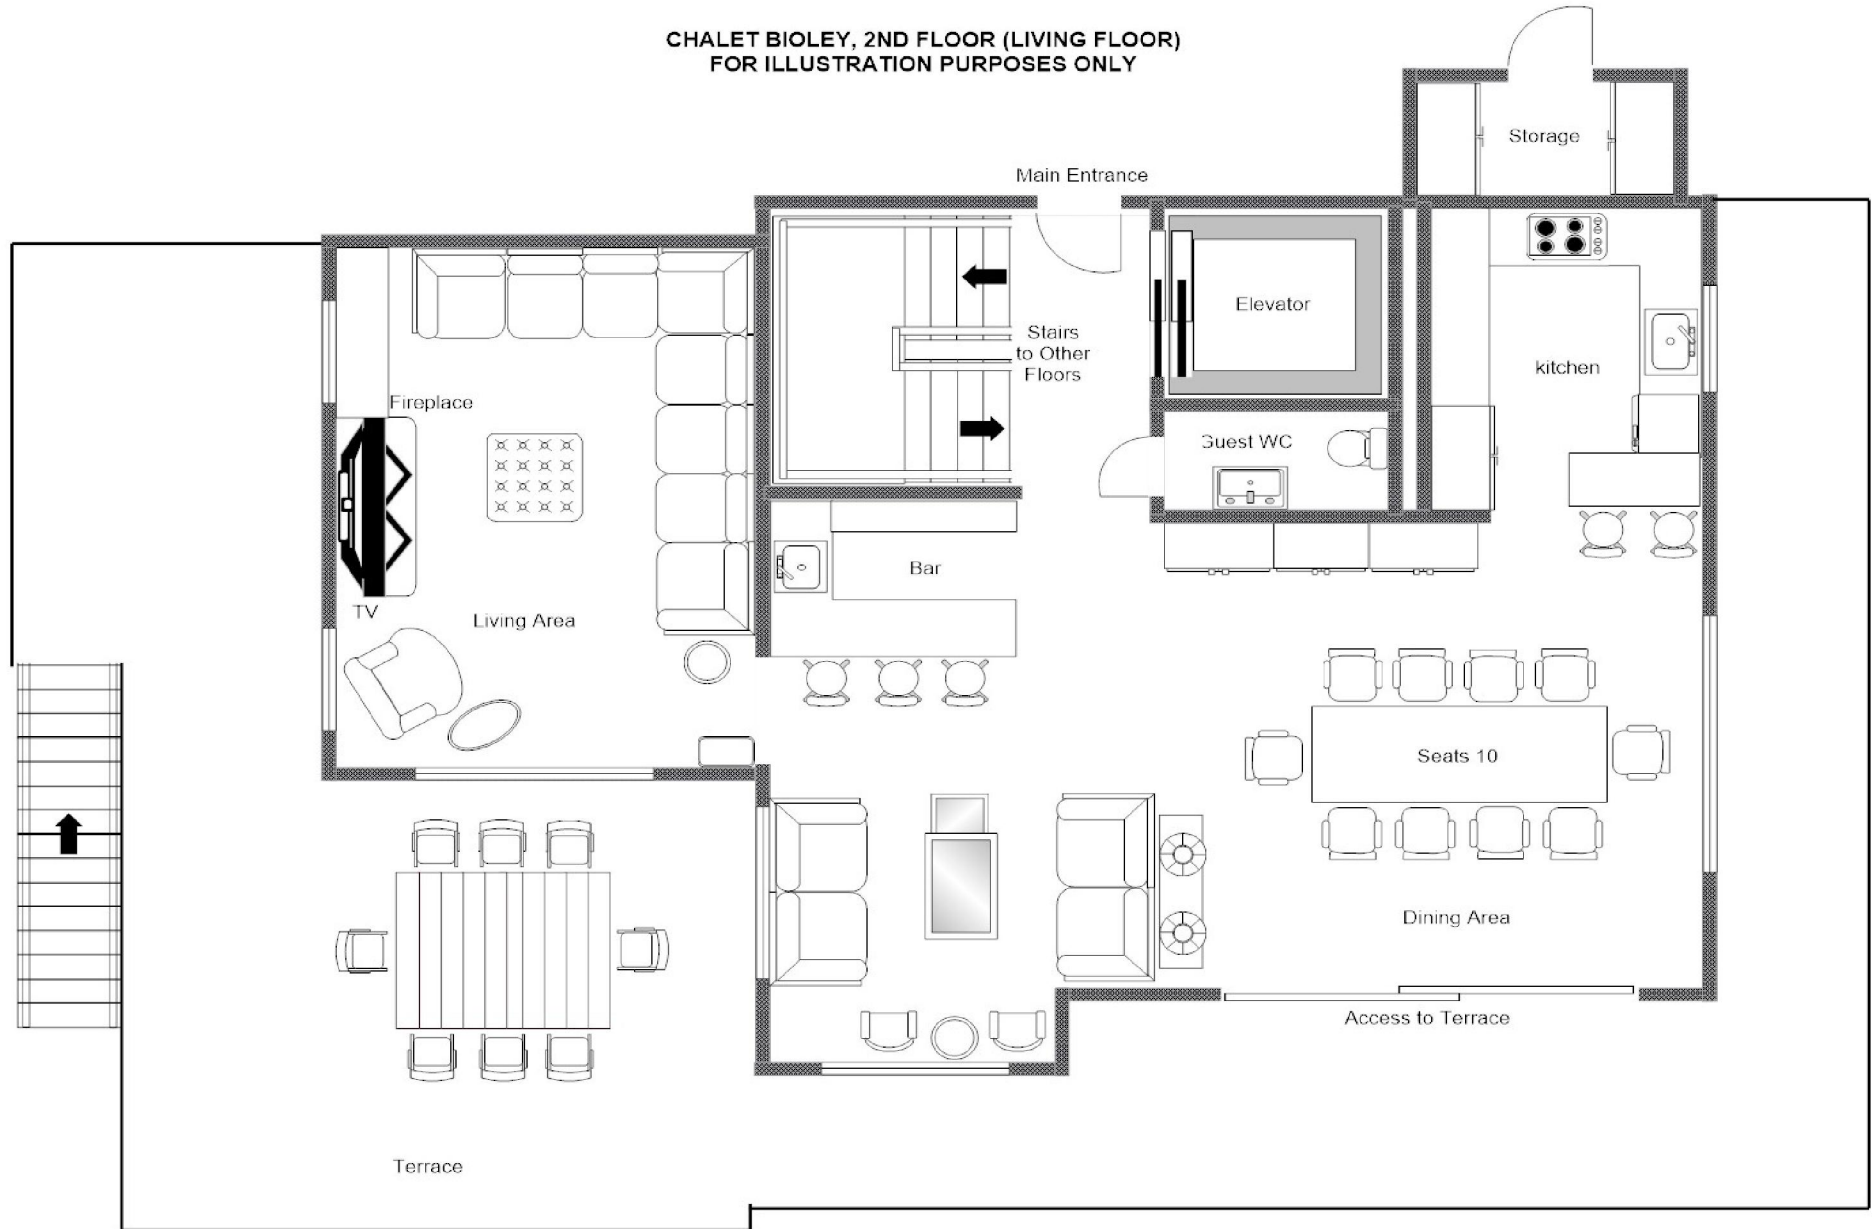 CHALET BIOLEY, 2ND FLOOR (LIVING FLOOR)
FOR ILLUSTRATION PURPOSES ONLY
Storage
Main Entrance
Elevator
Stairs
to Other
Floors
kitchen
Fireplace
Guest WC
Bar
TV
Living Area
Seats 10
Dining Area
Access to Terrace
Terrace